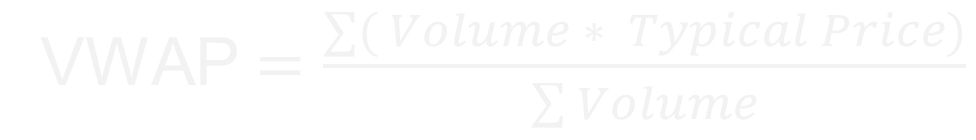 VWAP = ∑(Volume * Typical Price)
∑ Volume